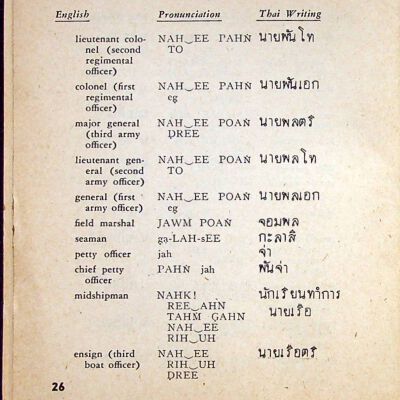 English Pronunciation Thai Writing
lieutenant colo- NAH‿EE PAHN นายพันโท
nel (second TO
regimental
officer)
colonel (first NAH‿EE PAHN นายพันเอก
regimental eg
officer)
major general NAH‿EE POAN นายพลตรี
(third army DREE
officer)
lieutenant gen- NAH‿EE POAN นายพลโท
eral (second TO
army officer)
general (first NAH‿EE POAN นายพลเอก
army officer) eg
field marshal JAWM POAN จอมพล
seaman ga-LAH-sEE กะลาสี
petty officer jah จ่า
chief petty PAHN jah พันจ่า
officer
midshipman NAHK! นักเรียนทำการ
REE‿AHN นายเรือ
TAHM GAHN
NAH‿EE
RIH‿UH
ensign (third NAH‿EE นายเรือตรี
boat officer) RIH‿UH
DREE
26